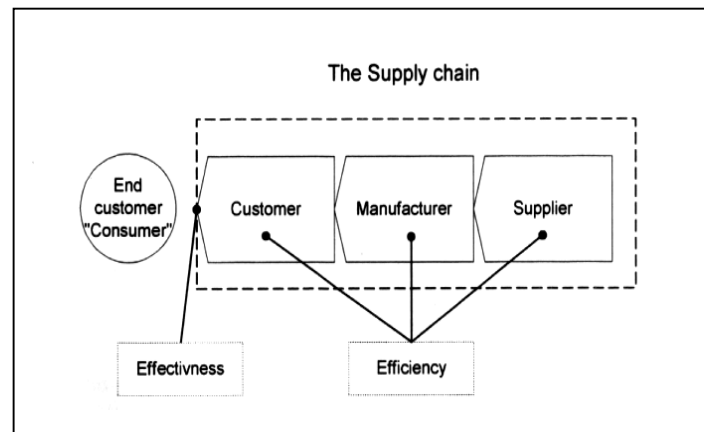 The Supply chain
End
customer
"Consumer"
Customer
Manufacturer
Supplier
Effectivness
Efficiency